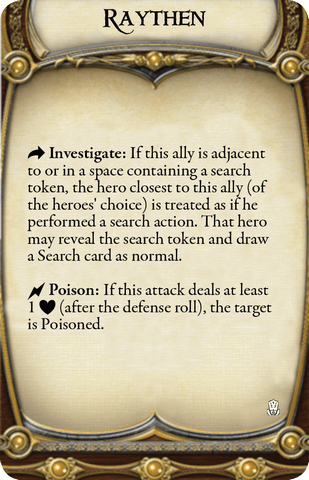 Raythen
Investigate: If this ally is adjacent
to or in a space containing a search
token, the hero closest to this ally (of
the heroes' choice) is treated as if he
performed a search action. That hero
may reveal the search token and draw
a Search card as normal.
Poison: If this attack deals at least
1 ♥ (after the defense roll), the target
is Poisoned.